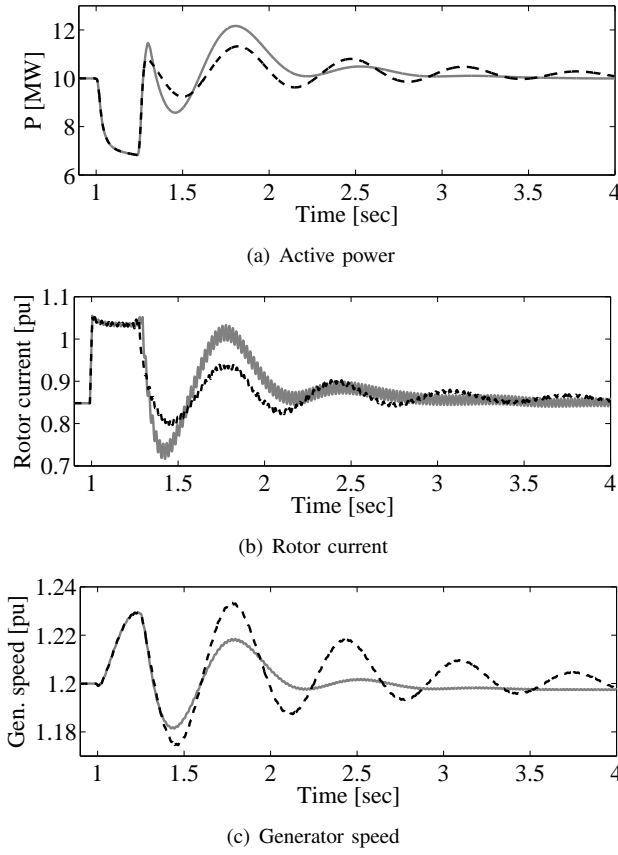 12
10
8
6
P [MW]
1 1.5 2 2.5 3 3.5 4
Time [sec]
(a) Active power
1.1
1
0.9
0.8
0.7
Rotor current [pu]
1 1.5 2 2.5 3 3.5 4
Time [sec]
(b) Rotor current
1.24
1.22
1.2
1.18
Gen. speed [pu]
1 1.5 2 2.5 3 3.5 4
Time [sec]
(c) Generator speed